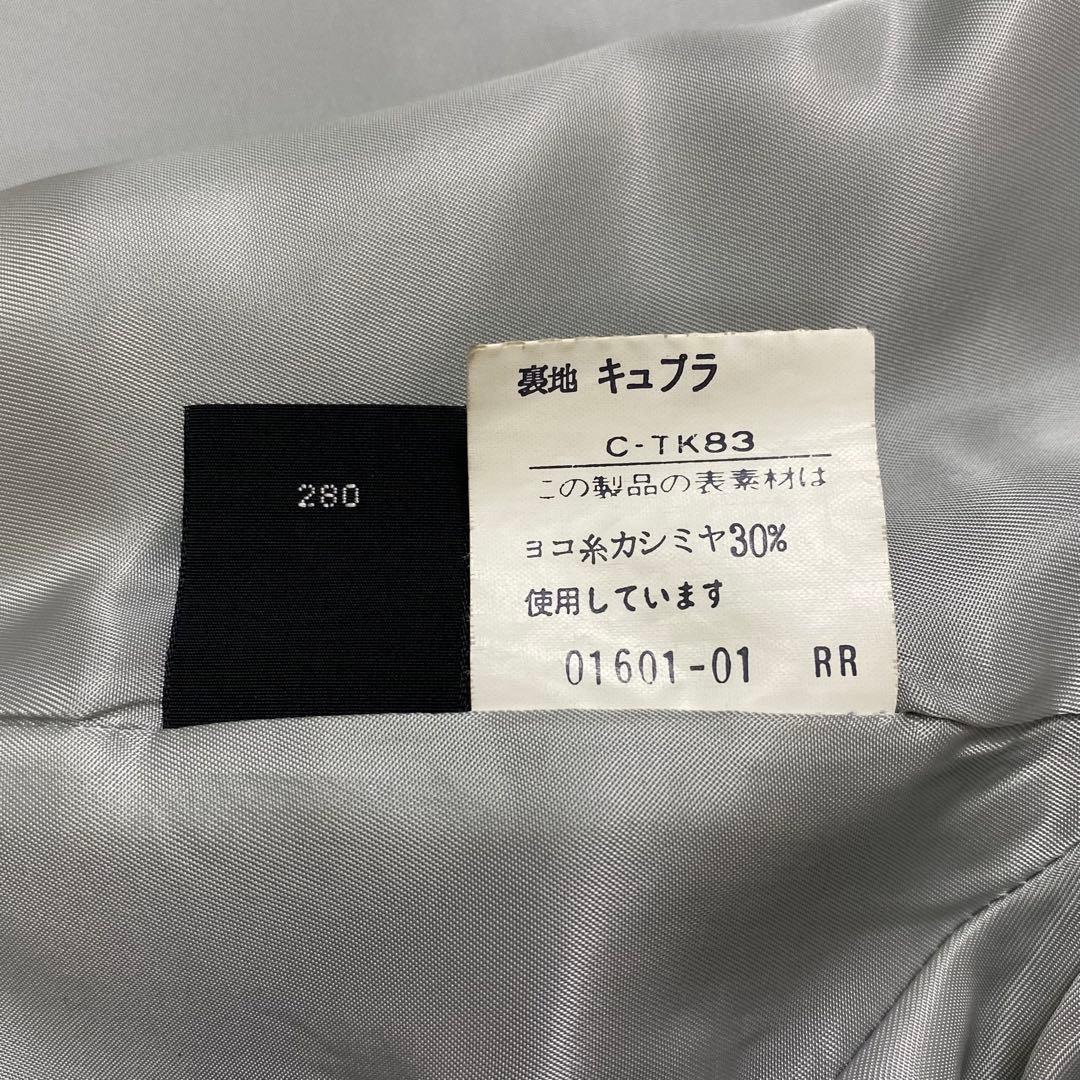 280
裏地 キュプラ
C-TK83
この製品の表素材は
ヨコ糸カシミヤ30%
使用しています
01601-01 RR